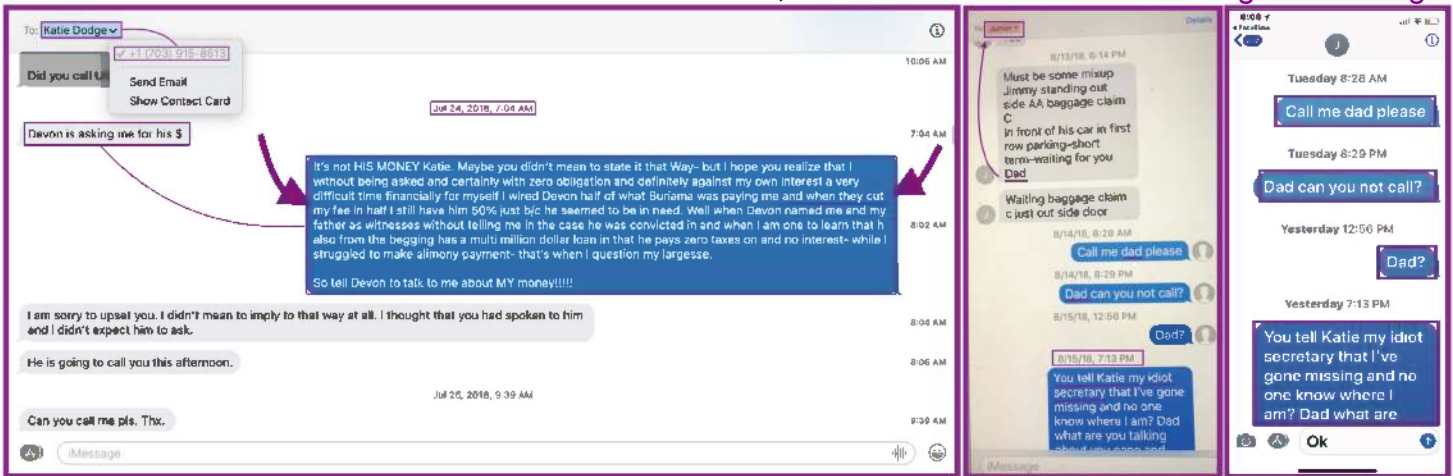 To: Katie Dodge
✓ +1 (703) 915-8613
Send Email
Show Contact Card
Did you call
10:06 AM
Jul 24, 2018, 7:04 AM
Devon is asking me for his $
7:04 AM
It's not HIS MONEY Katie. Maybe you didn't mean to state it that Way- but I hope you realize that I
without being asked and certainly with zero obligation and definitely against my own interest a very
difficult time financially for myself I wired Devon half of what Burisma was paying me and when they cut
my fee in half I still have him 50% just b/c he seemed to be in need. Well when Devon named me and my
father as witnesses without telling me in the case he was convicted in and when I am one to learn that h
also from the begging has a multi million dollar loan in that he pays zero taxes on and no interest- while I
struggled to make alimony payment- that's when I question my largesse.
So tell Devon to talk to me about MY money!!!!!
8:02 AM
I am sorry to upset you. I didn't mean to imply to that way at all. I thought that you had spoken to him
and I didn't expect him to ask.
8:04 AM
He is going to call you this afternoon.
8:06 AM
Jul 26, 2018, 9:39 AM
Can you call me pls. Thx.
9:39 AM
iMessage
Details
8/13/18, 8:14 PM
Must be some mixup
Jimmy standing out
side AA baggage claim
C
In front of his car in first
row parking-short
term-waiting for you
Dad
Waiting baggage claim
c just out side door
8/14/18, 8:28 AM
Call me dad please
8/14/18, 8:29 PM
Dad can you not call?
8/15/18, 12:56 PM
Dad?
8/15/18, 7:13 PM
You tell Katie my idiot
secretary that I've gone
missing and no one
know where I am? Dad
what are you talking
about you
iMessage
8:08
J
Tuesday 8:28 AM
Call me dad please
Tuesday 8:29 PM
Dad can you not call?
Yesterday 12:56 PM
Dad?
Yesterday 7:13 PM
You tell Katie my idiot
secretary that I've
gone missing and no
one know where I
am? Dad what are
Ok